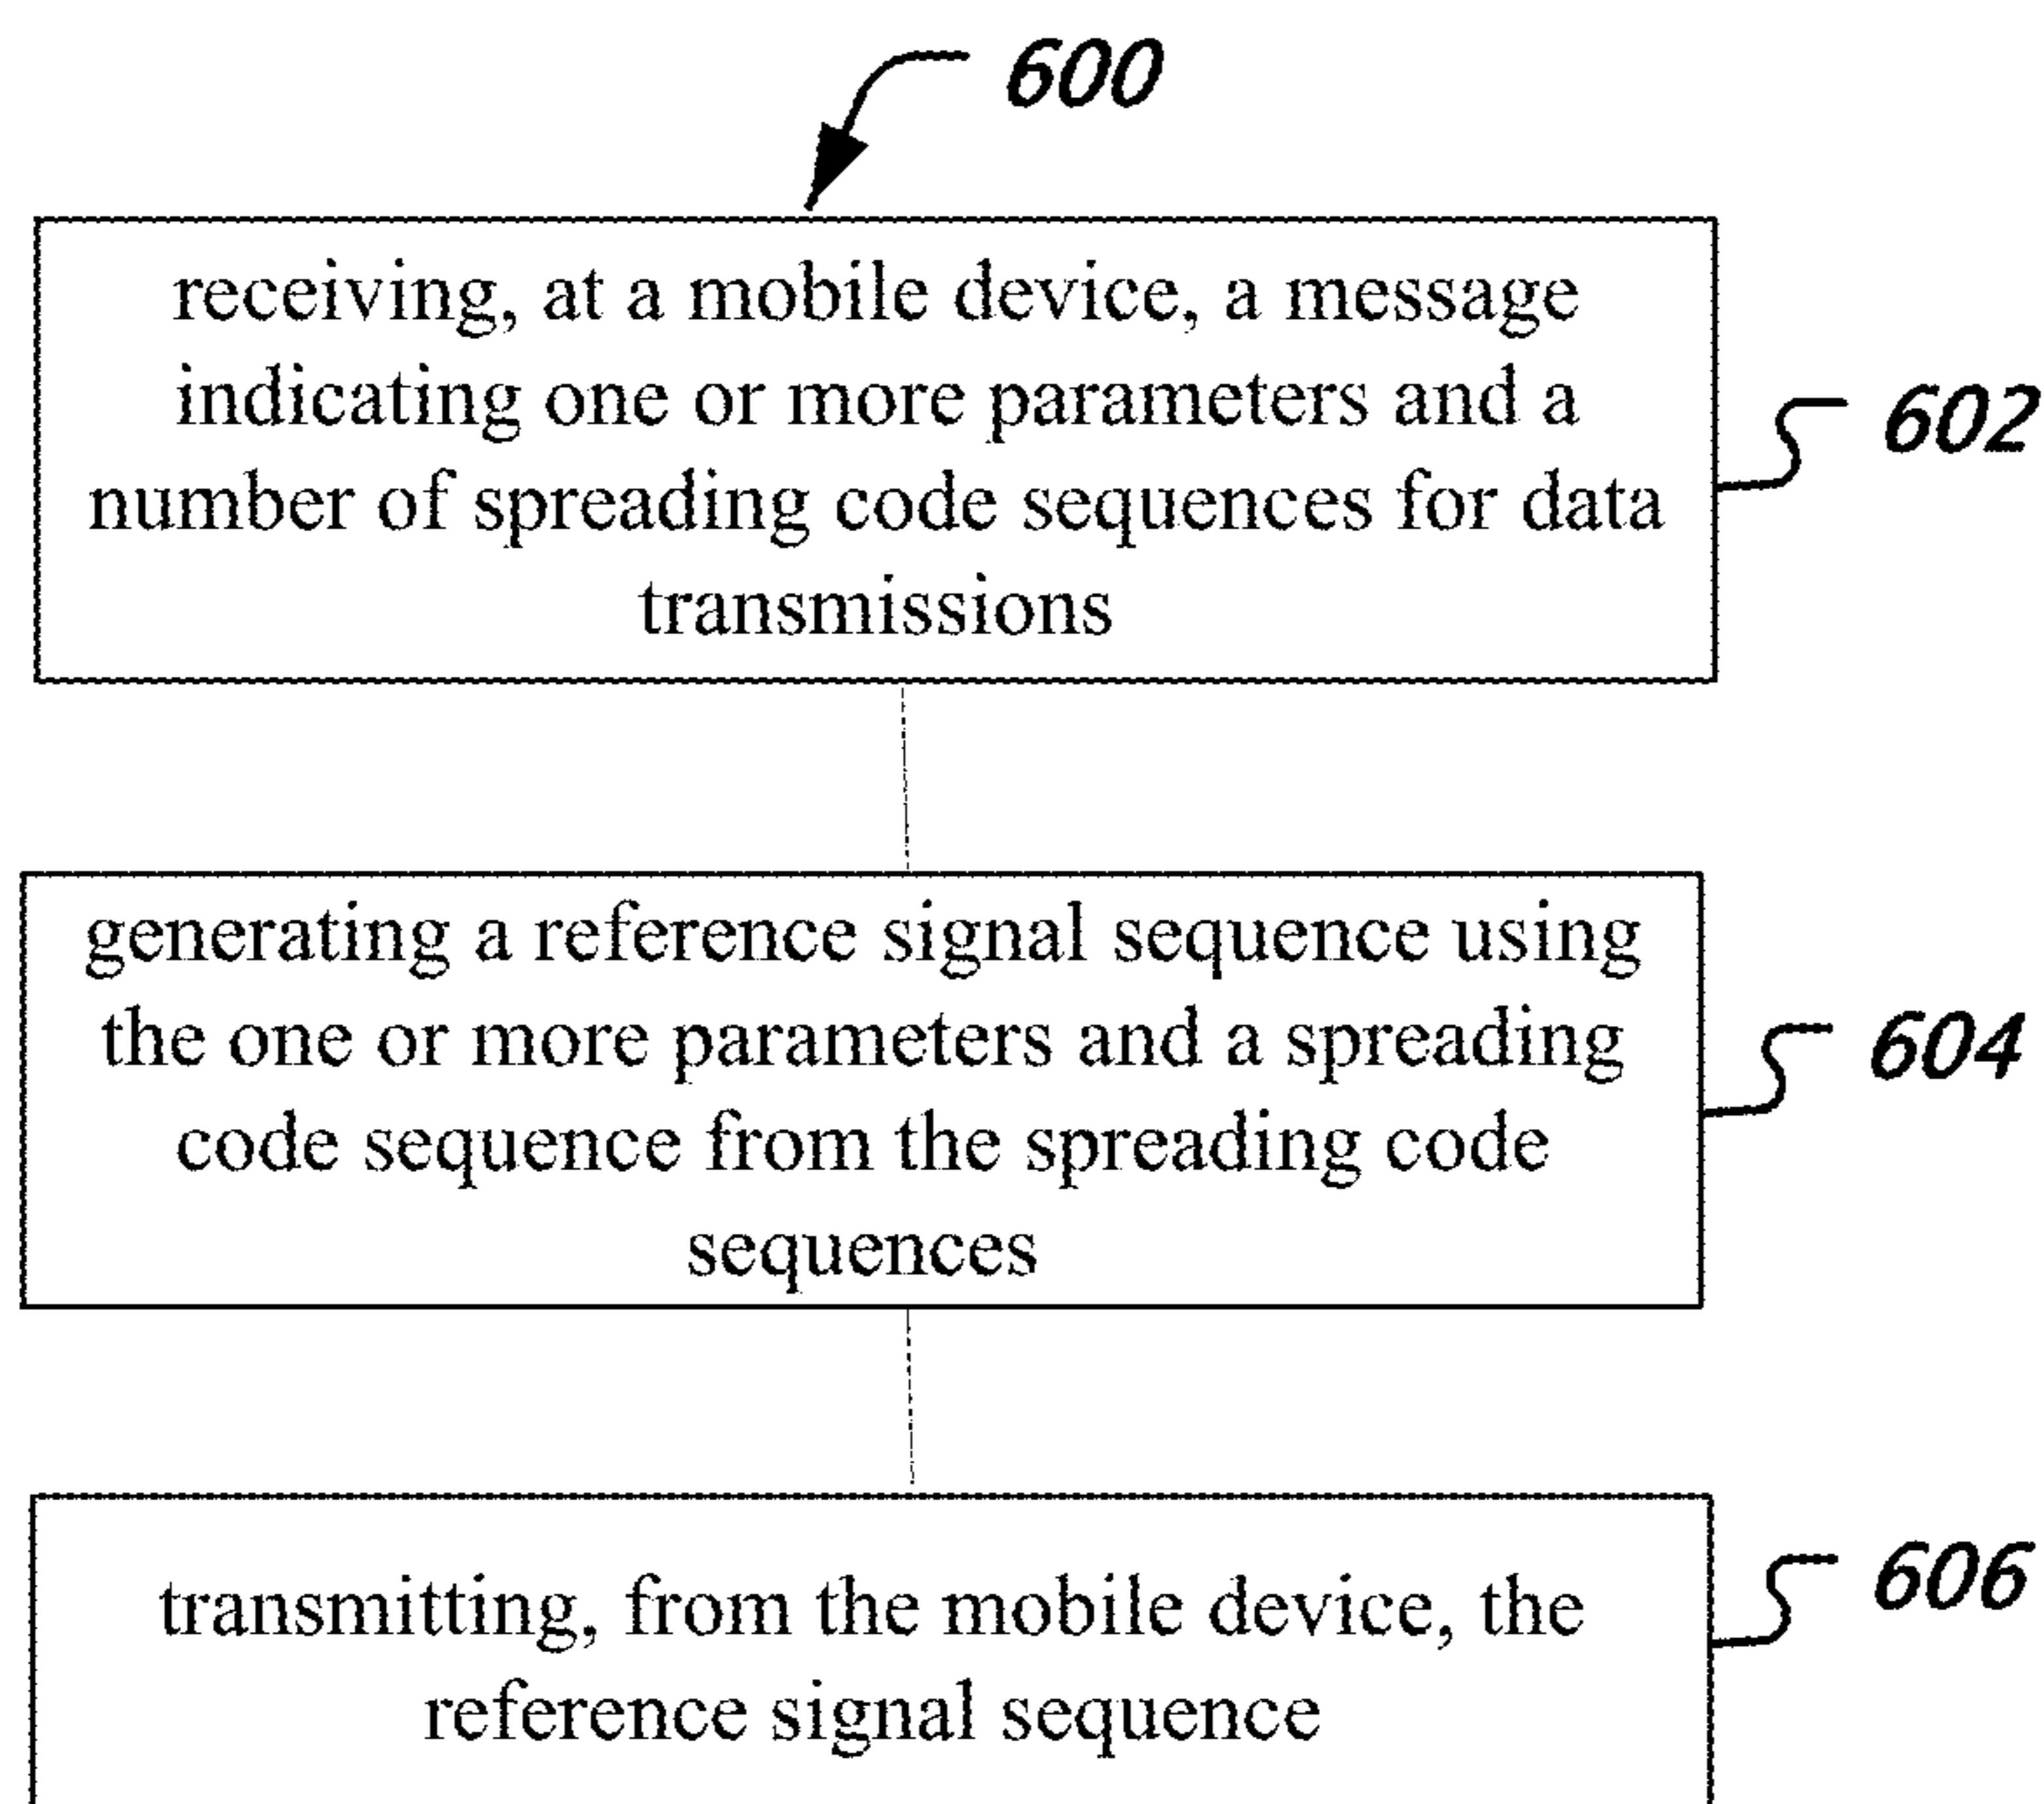 600
receiving, at a mobile device, a message
indicating one or more parameters and a
number of spreading code sequences for data
transmissions
602
generating a reference signal sequence using
the one or more parameters and a spreading
code sequence from the spreading code
sequences
604
transmitting, from the mobile device, the
reference signal sequence
606